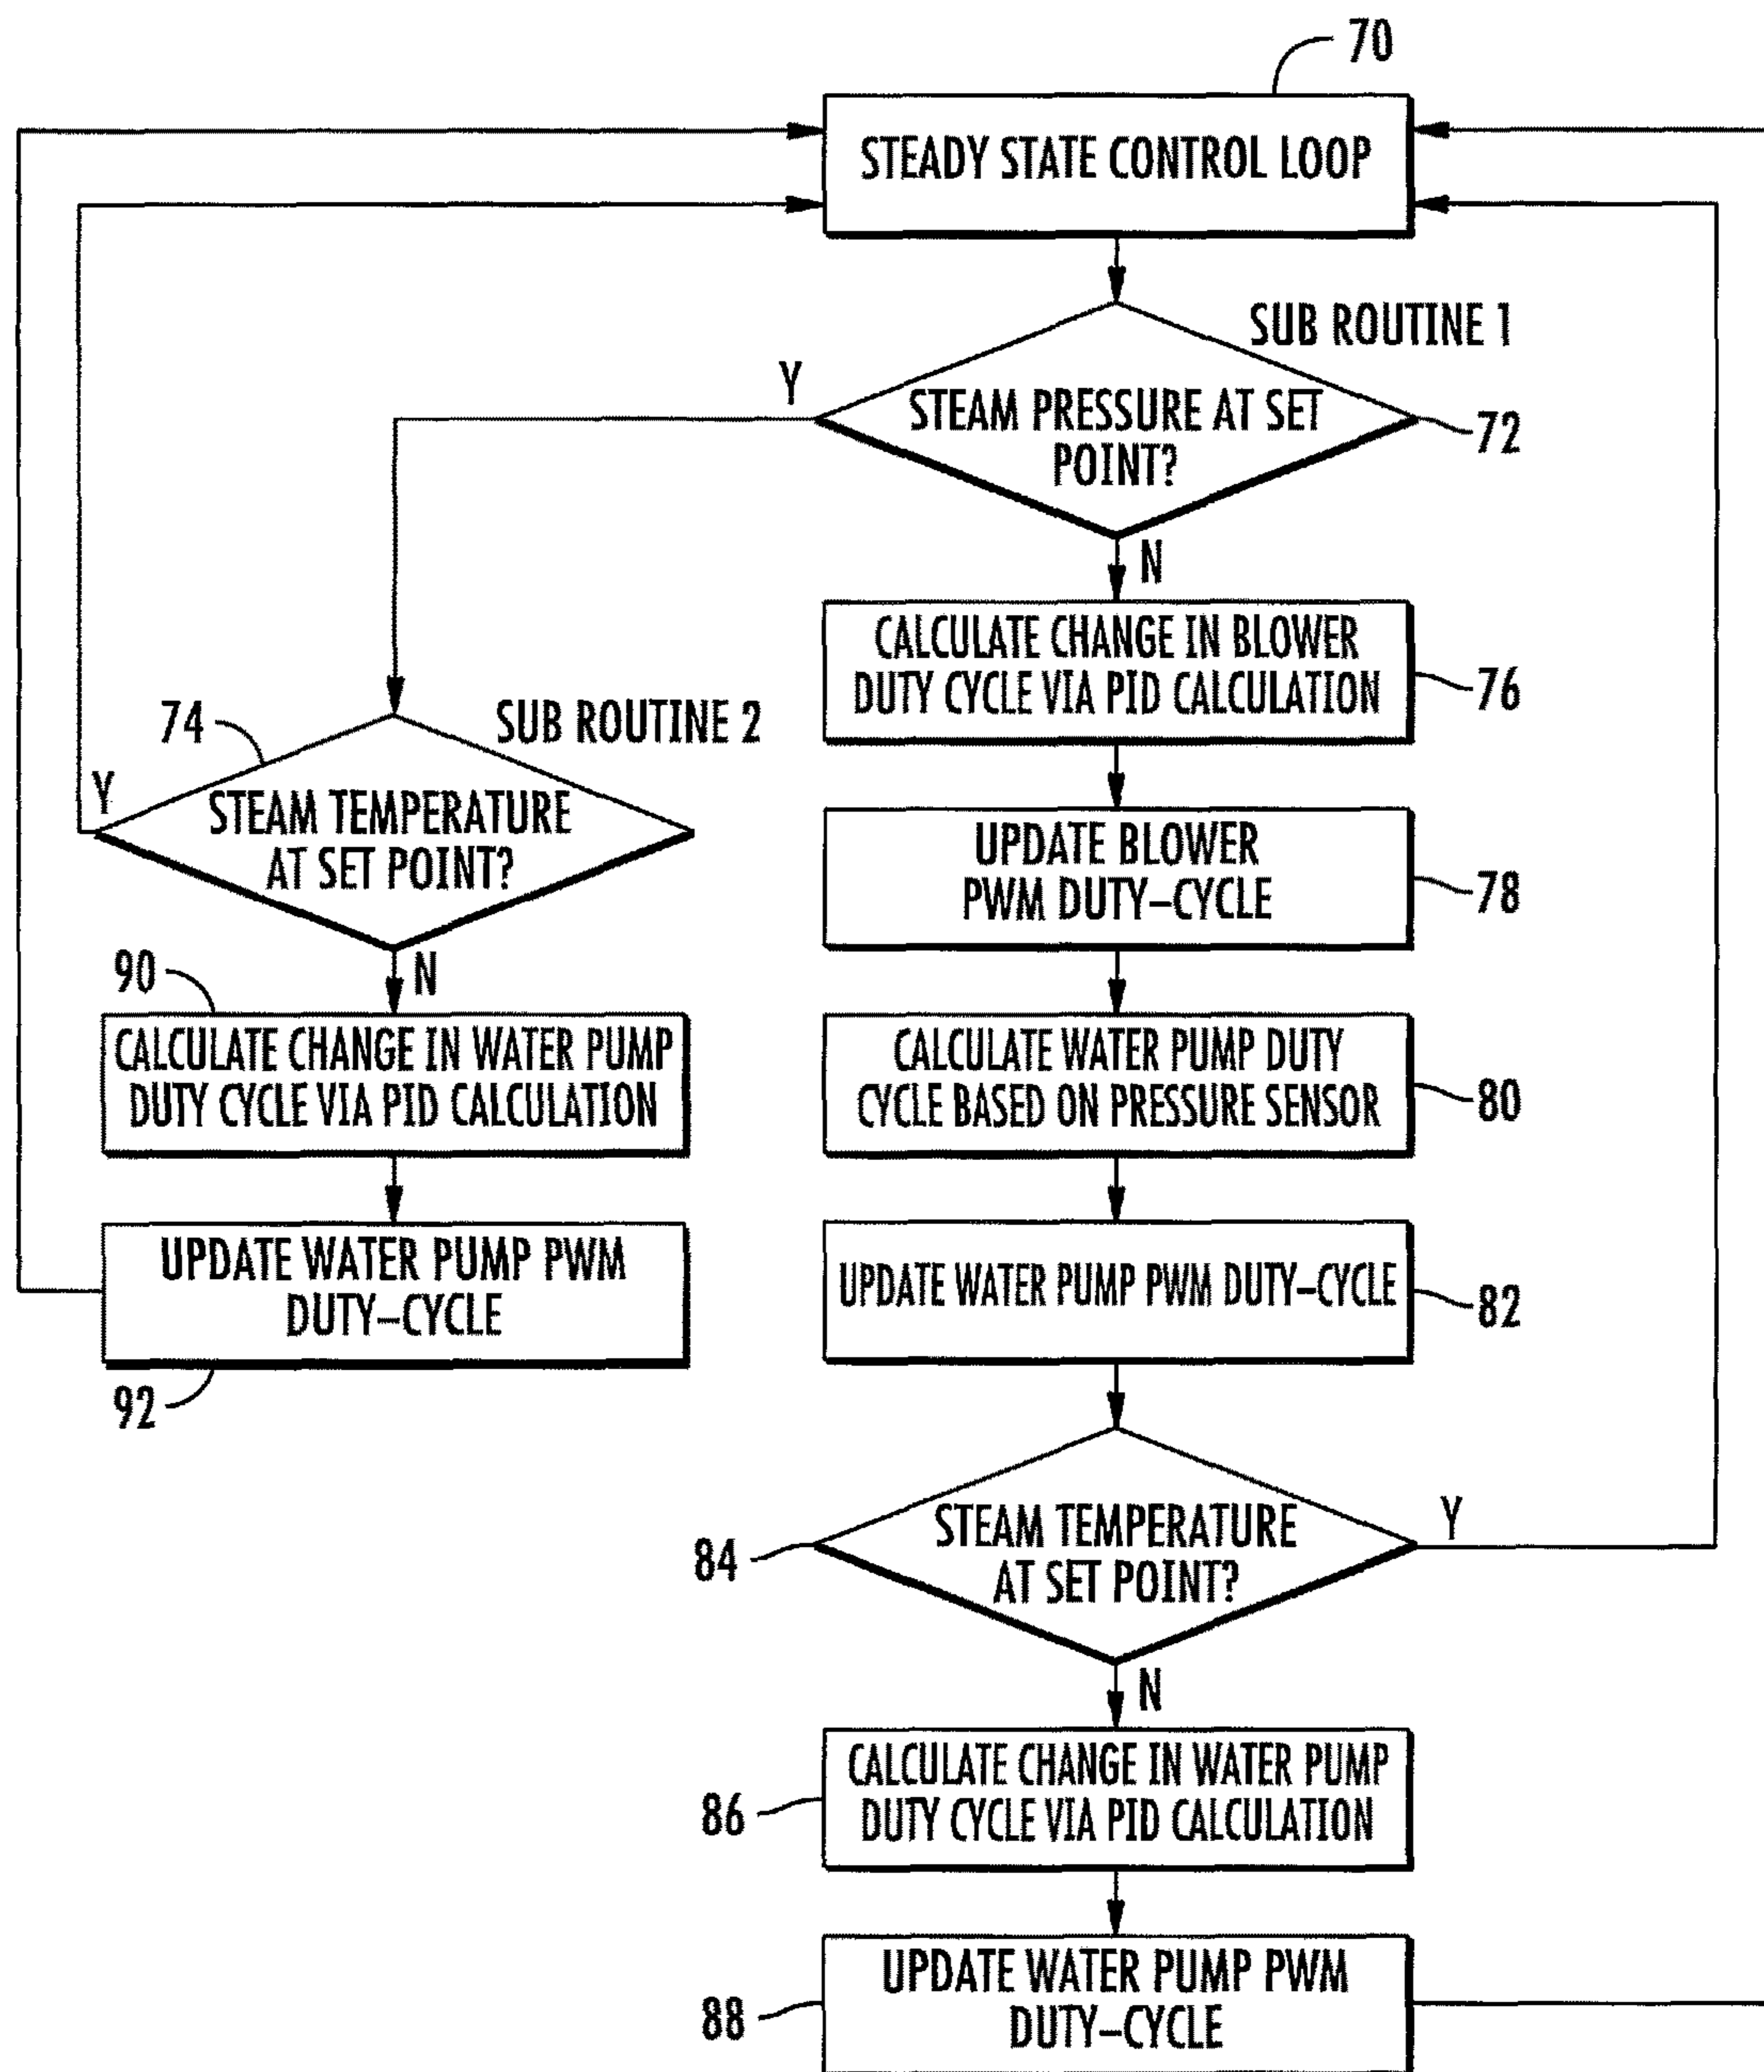 70
STEADY STATE CONTROL LOOP
SUB ROUTINE 1
Y
STEAM PRESSURE AT SET
POINT?
72
N
CALCULATE CHANGE IN BLOWER
DUTY CYCLE VIA PID CALCULATION
76
74
SUB ROUTINE 2
Y
STEAM TEMPERATURE
AT SET POINT?
UPDATE BLOWER
PWM DUTY–CYCLE
78
N
90
CALCULATE CHANGE IN WATER PUMP
DUTY CYCLE VIA PID CALCULATION
CALCULATE WATER PUMP DUTY
CYCLE BASED ON PRESSURE SENSOR
80
UPDATE WATER PUMP PWM
DUTY–CYCLE
92
UPDATE WATER PUMP PWM DUTY–CYCLE
82
84
STEAM TEMPERATURE
AT SET POINT?
Y
N
CALCULATE CHANGE IN WATER PUMP
DUTY CYCLE VIA PID CALCULATION
86
UPDATE WATER PUMP PWM
DUTY–CYCLE
88